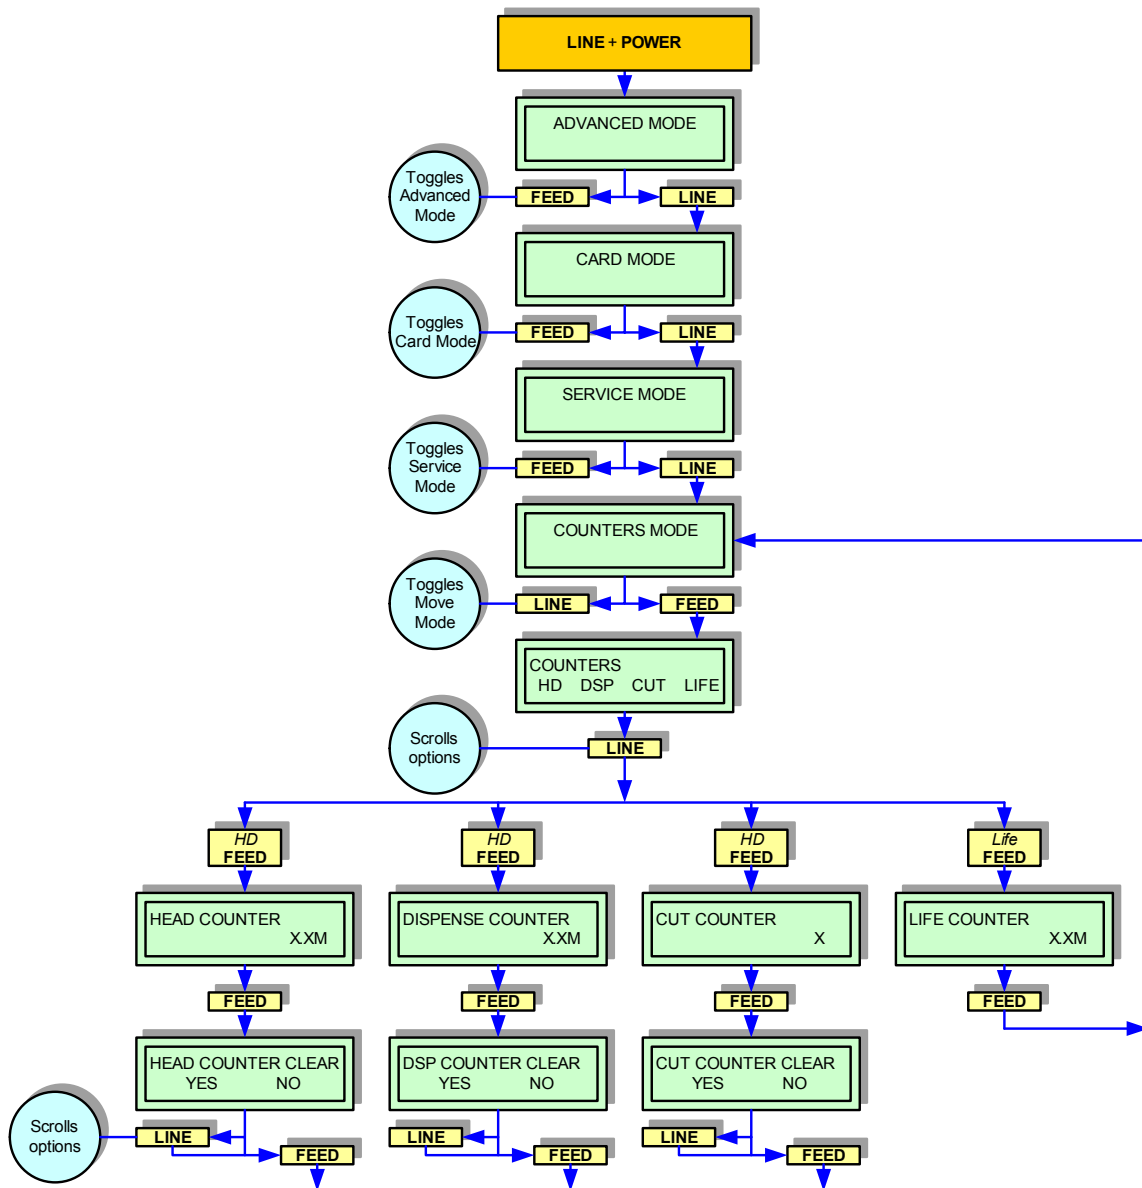 LINE + POWER
ADVANCED MODE
Toggles
Advanced
Mode
FEED
LINE
CARD MODE
Toggles
Card Mode
FEED
LINE
SERVICE MODE
Toggles
Service
Mode
FEED
LINE
COUNTERS MODE
Toggles
Move
Mode
LINE
FEED
COUNTERS
HD DSP CUT LIFE
Scrolls
options
LINE
HD
FEED
HD
FEED
HD
FEED
Life
FEED
HEAD COUNTER
X.XM
DISPENSE COUNTER
X.XM
CUT COUNTER
X
LIFE COUNTER
X.XM
FEED
FEED
FEED
FEED
HEAD COUNTER CLEAR
YES NO
DSP COUNTER CLEAR
YES NO
CUT COUNTER CLEAR
YES NO
Scrolls
options
LINE
FEED
LINE
FEED
LINE
FEED